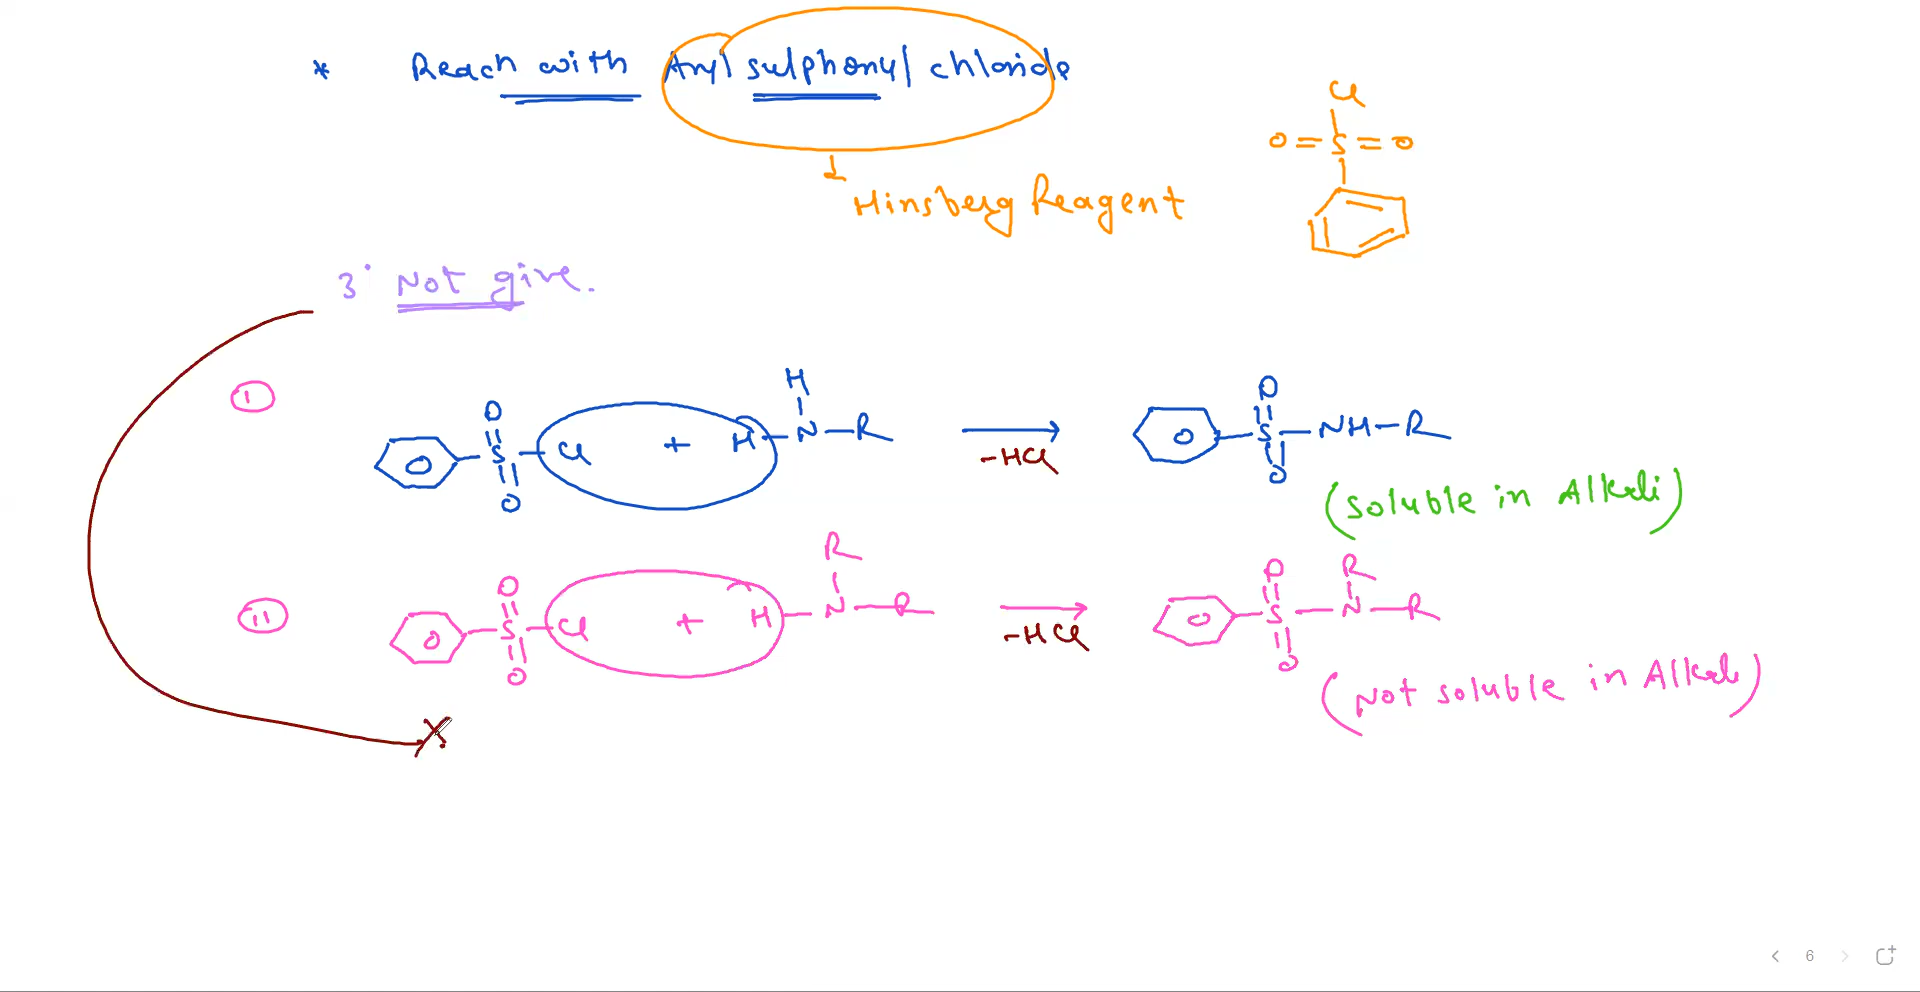 * Reach with Aryl sulphonyl chloride
Cl
O=S=O
Hinsberg Reagent
3° Not give.
I
O
S
O
Cl + H-N-R
H
-HCl
O
S-NH-R
O
(soluble in Alkali)
II
O
S
O
Cl + H-N-R
R
-HCl
O R
S-N-R
O
(Not soluble in Alkali)
X
6